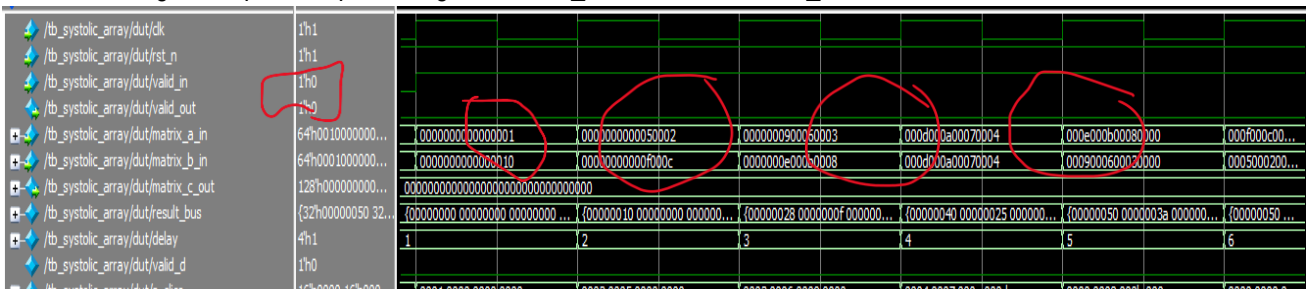 /tb_systolic_array/dut/clk 1'h1
/tb_systolic_array/dut/rst_n 1'h1
/tb_systolic_array/dut/valid_in 1'h0
/tb_systolic_array/dut/valid_out 1'h0
/tb_systolic_array/dut/matrix_a_in 64'h0010000000... 0000000000000001 0000000000050002 0000000900060003 000d000a00070004 000e000b00080000 000f000c00...
/tb_systolic_array/dut/matrix_b_in 64'h0001000000... 0000000000000010 00000000000f000c 0000000e000b0008 000d000a00070004 0009000600030000 0005000200...
/tb_systolic_array/dut/matrix_c_out 128'h000000000... 00000000000000000000000000000000
/tb_systolic_array/dut/result_bus {32'h00000050 32... {00000000 00000000 00000000 ... {00000010 00000000 000000... {00000028 0000000f 000000... {00000040 00000025 000000... {00000050 0000003a 000000... {00000050 ...
/tb_systolic_array/dut/delay 4'h1 1 2 3 4 5 6
/tb_systolic_array/dut/valid_d 1'h0